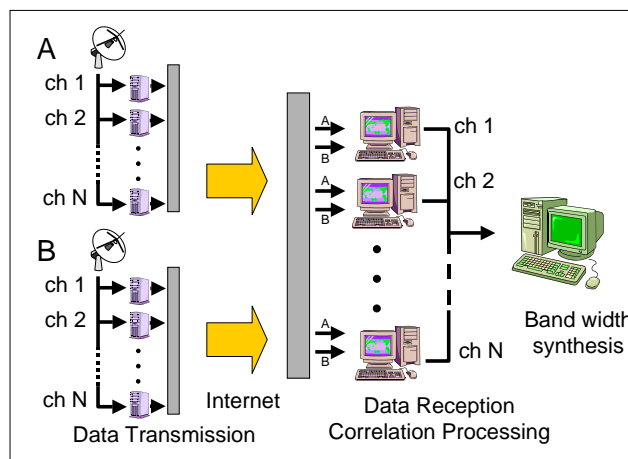 A
ch 1
ch 2
ch N
B
ch 1
ch 2
ch N
Data Transmission
Internet
A
B
ch 1
A
B
ch 2
A
B
ch N
Data Reception
Correlation Processing
Band width
synthesis